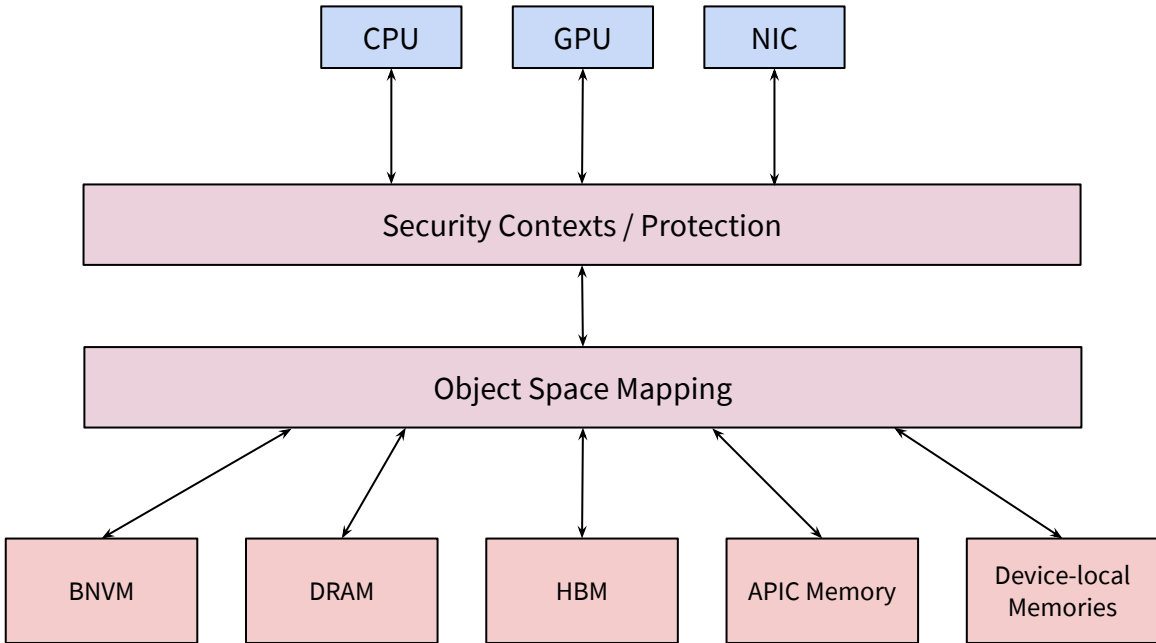 CPU
GPU
NIC
Security Contexts / Protection
Object Space Mapping
BNVM
DRAM
HBM
APIC Memory
Device-local
Memories